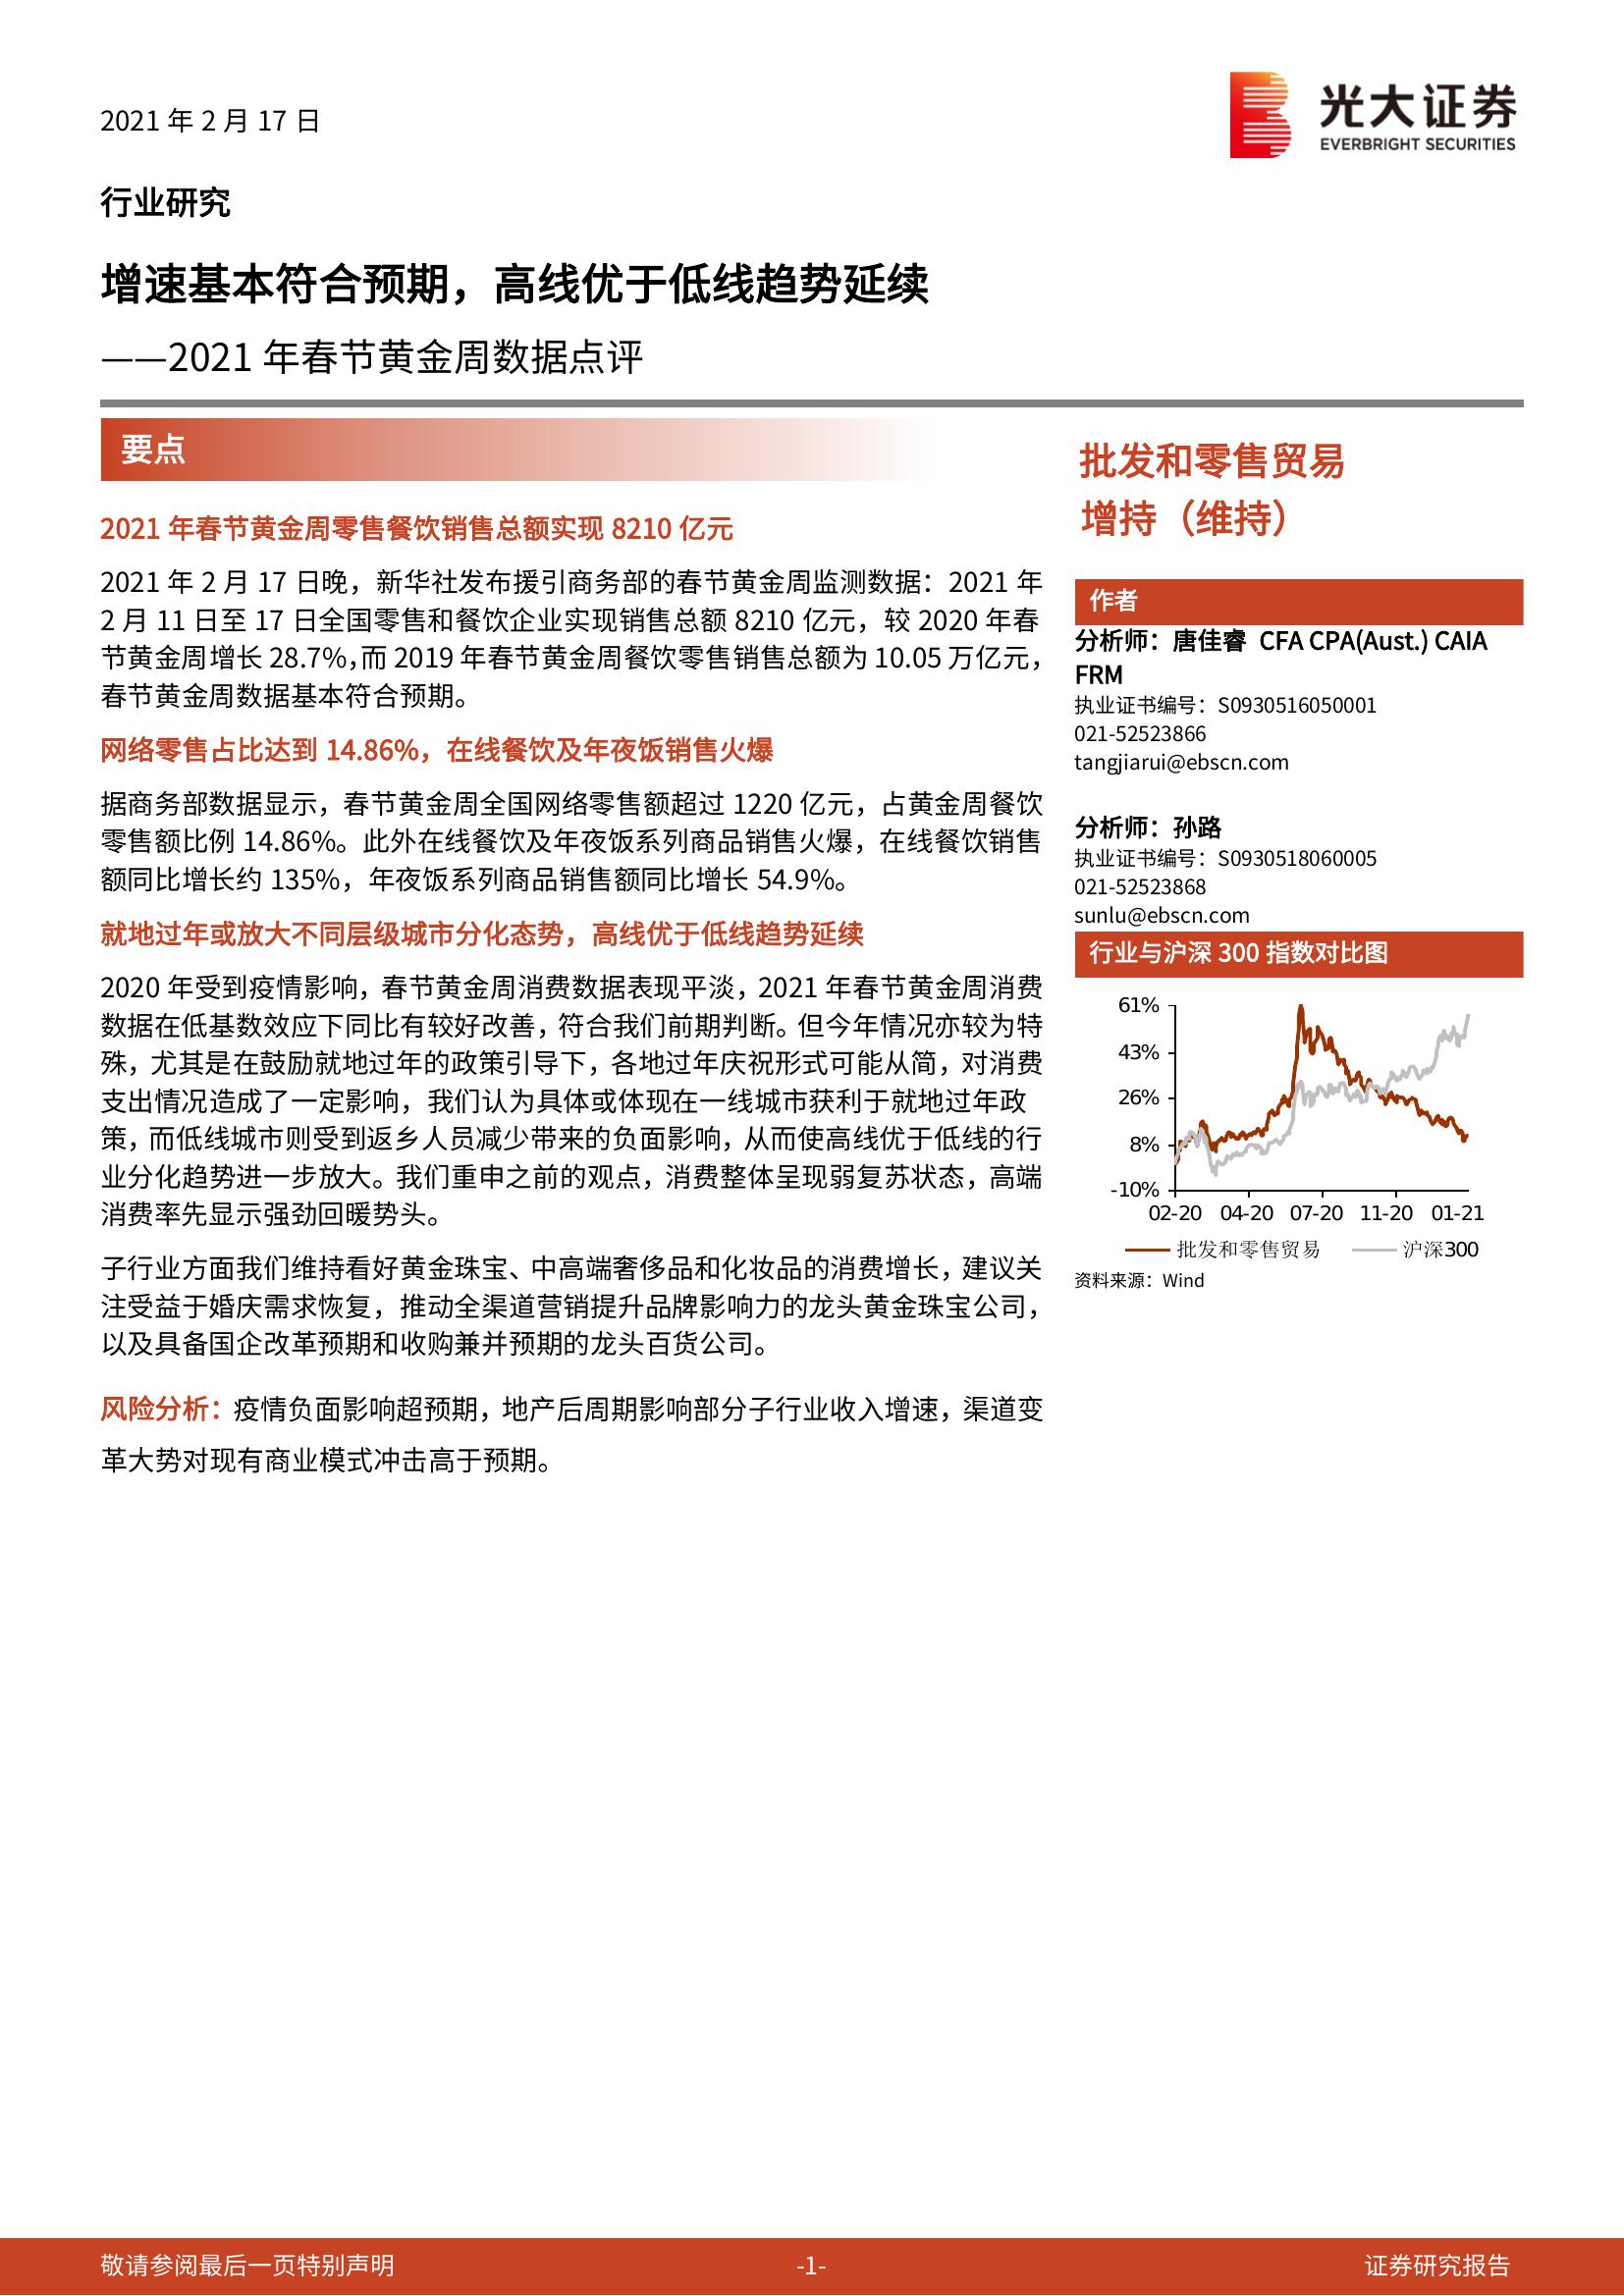 2021 年 2 月 17 日
光大证券
EVERBRIGHT SECURITIES
行业研究
增速基本符合预期，高线优于低线趋势延续
——2021 年春节黄金周数据点评
要点
2021 年春节黄金周零售餐饮销售总额实现 8210 亿元
2021 年 2 月 17 日晚，新华社发布援引商务部的春节黄金周监测数据：2021 年
2 月 11 日至 17 日全国零售和餐饮企业实现销售总额 8210 亿元，较 2020 年春
节黄金周增长 28.7%，而 2019 年春节黄金周餐饮零售销售总额为 10.05 万亿元，
春节黄金周数据基本符合预期。
网络零售占比达到 14.86%，在线餐饮及年夜饭销售火爆
据商务部数据显示，春节黄金周全国网络零售额超过 1220 亿元，占黄金周餐饮
零售额比例 14.86%。此外在线餐饮及年夜饭系列商品销售火爆，在线餐饮销售
额同比增长约 135%，年夜饭系列商品销售额同比增长 54.9%。
就地过年或放大不同层级城市分化态势，高线优于低线趋势延续
2020 年受到疫情影响，春节黄金周消费数据表现平淡，2021 年春节黄金周消费
数据在低基数效应下同比有较好改善，符合我们前期判断。但今年情况亦较为特
殊，尤其是在鼓励就地过年的政策引导下，各地过年庆祝形式可能从简，对消费
支出情况造成了一定影响，我们认为具体或体现在一线城市获利于就地过年政
策，而低线城市则受到返乡人员减少带来的负面影响，从而使高线优于低线的行
业分化趋势进一步放大。我们重申之前的观点，消费整体呈现弱复苏状态，高端
消费率先显示强劲回暖势头。
子行业方面我们维持看好黄金珠宝、中高端奢侈品和化妆品的消费增长，建议关
注受益于婚庆需求恢复，推动全渠道营销提升品牌影响力的龙头黄金珠宝公司，
以及具备国企改革预期和收购兼并预期的龙头百货公司。
风险分析：疫情负面影响超预期，地产后周期影响部分子行业收入增速，渠道变
革大势对现有商业模式冲击高于预期。
批发和零售贸易
增持（维持）
作者
分析师：唐佳睿 CFA CPA(Aust.) CAIA
FRM
执业证书编号：S0930516050001
021-52523866
tangjiarui@ebscn.com
分析师：孙路
执业证书编号：S0930518060005
021-52523868
sunlu@ebscn.com
行业与沪深 300 指数对比图
61%
43%
26%
8%
-10%
02-20 04-20 07-20 11-20 01-21
批发和零售贸易 沪深300
资料来源：Wind
敬请参阅最后一页特别声明 -1- 证券研究报告